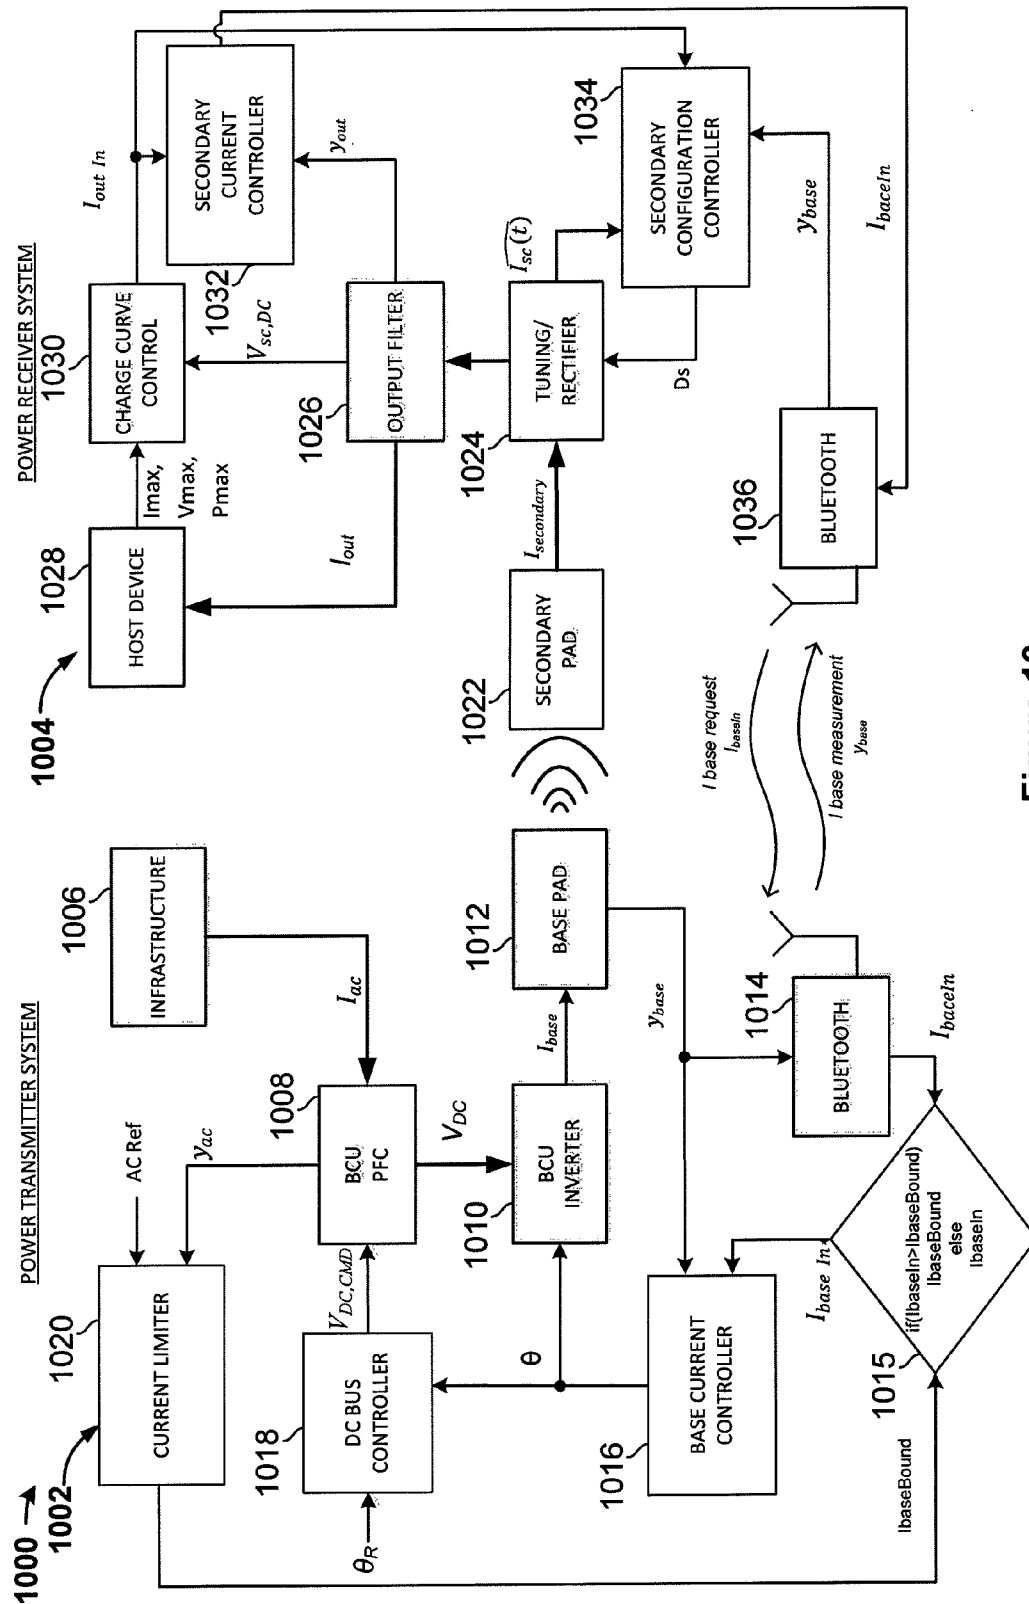 1000
1002
1004
POWER TRANSMITTER SYSTEM
POWER RECEIVER SYSTEM
1020
CURRENT LIMITER
AC Ref
y_ac
1006
INFRASTRUCTURE
I_ac
1008
BCU
PFC
V_DC,CMD
1018
DC BUS
CONTROLLER
θ_R
θ
V_DC
1010
BCU
INVERTER
I_base
1012
BASE PAD
y_base
1016
BASE CURRENT
CONTROLLER
I_base In*
1014
BLUETOOTH
I_baceIn
1015
if(IbaseIn>IbaseBound)
IbaseBound
else
IbaseIn
IbaseBound
1028
HOST DEVICE
Imax,
Vmax,
Pmax
1030
CHARGE CURVE
CONTROL
I_out In
1032
SECONDARY
CURRENT
CONTROLLER
V_sc,DC
y_out
I_out
1026
OUTPUT FILTER
1022
SECONDARY
PAD
I_secondary
1024
TUNING/
RECTIFIER
I_sc(t)
Ds
1034
SECONDARY
CONFIGURATION
CONTROLLER
y_base
I_baceIn
1036
BLUETOOTH
I base request
I_baseIn
I base measurement
y_base